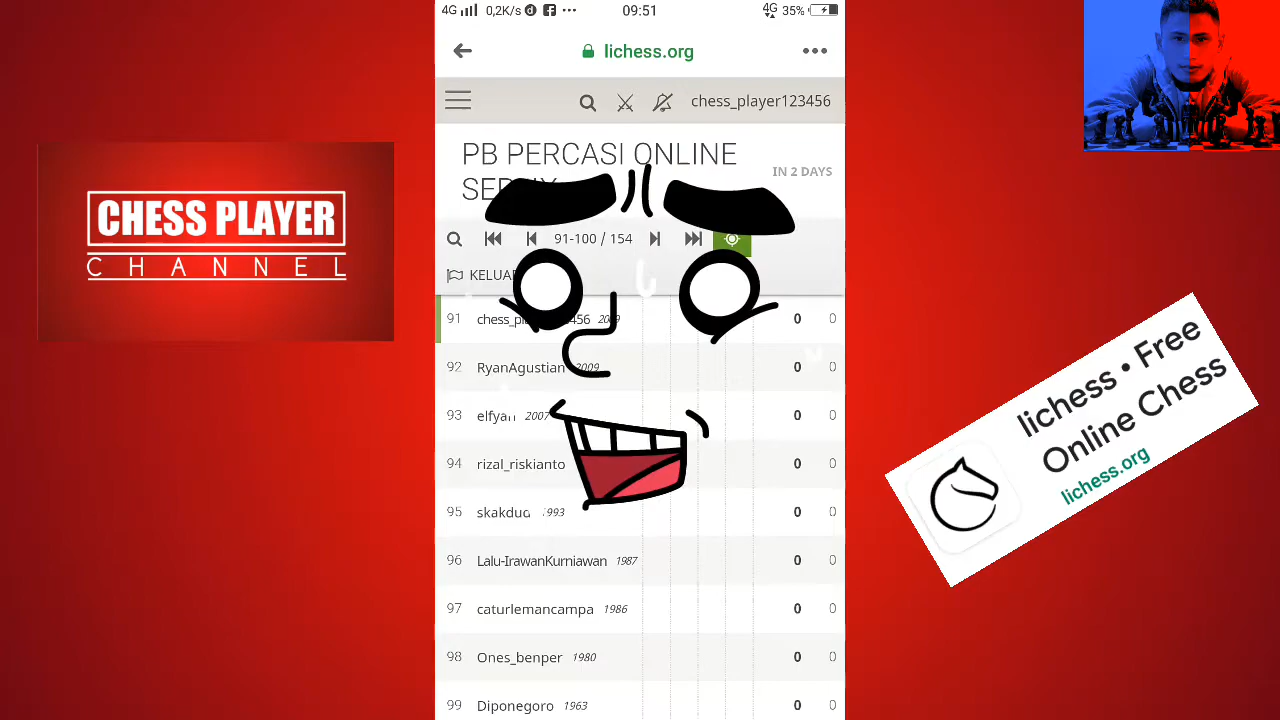 4G 0,2K/s ... 09:51 4G 35%
← lichess.org •••
chess_player123456
PB PERCASI ONLINE
IN 2 DAYS
91-100 / 154
91 0 0
92 RyanAgustian 2009 0 0
93 2007 0 0
94 rizal_riskianto 0 0
95 0 0
96 Lalu-IrawanKurniawan 1987 0 0
97 caturlemancampa 1986 0 0
98 Ones_benper 1980 0 0
99 Diponegoro 1963 0 0
CHESS PLAYER
CHANNEL
lichess • Free
Online Chess
lichess.org